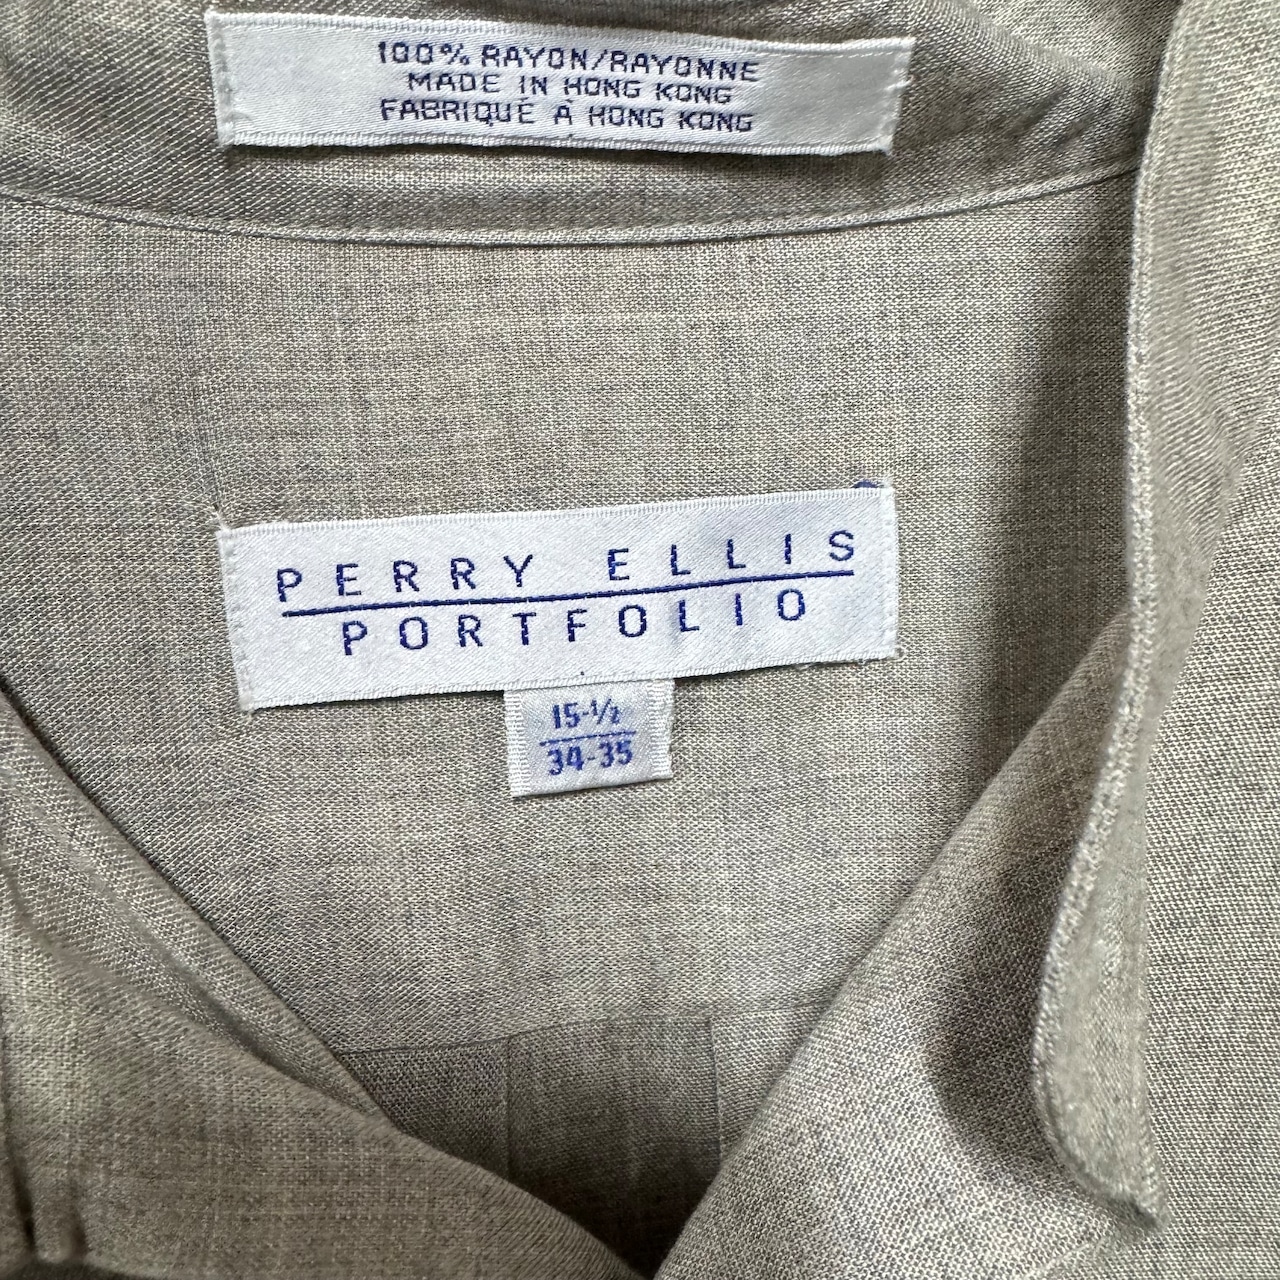 100% RAYON/RAYONNE
MADE IN HONG KONG
FABRIQUÉ À HONG KONG
PERRY ELLIS
PORTFOLIO
15-1/2
34-35